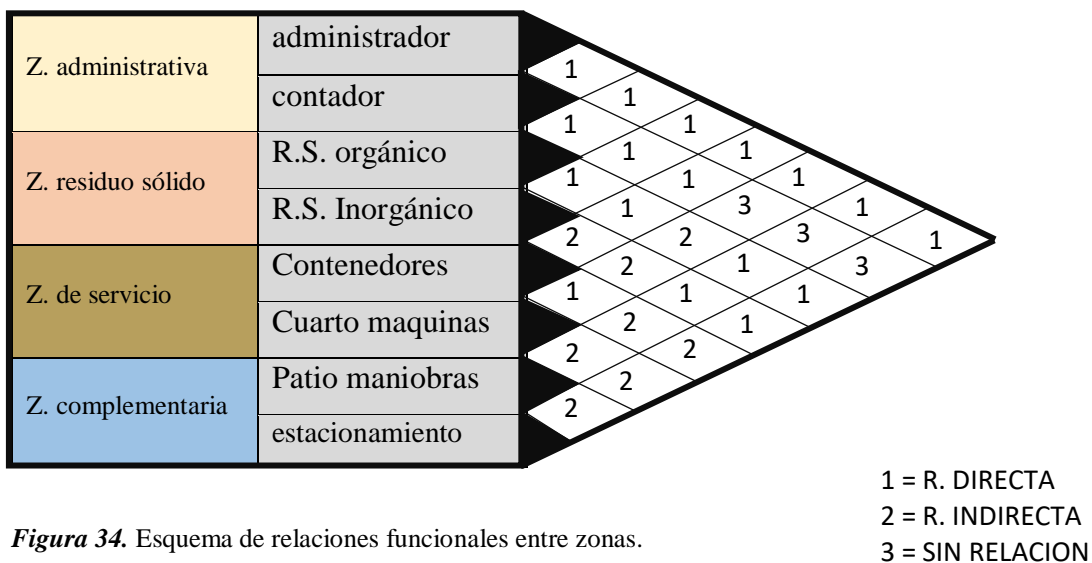 Z. administrativa
administrador
contador
Z. residuo sólido
R.S. orgánico
R.S. Inorgánico
Z. de servicio
Contenedores
Cuarto maquinas
Z. complementaria
Patio maniobras
estacionamiento
1
1
1 1
1 1
1 1 1
1 3 1
2 2 3 1
2 1 3
1 1 1
2 1
2 2
2
2
1 = R. DIRECTA
2 = R. INDIRECTA
3 = SIN RELACION
Figura 34. Esquema de relaciones funcionales entre zonas.